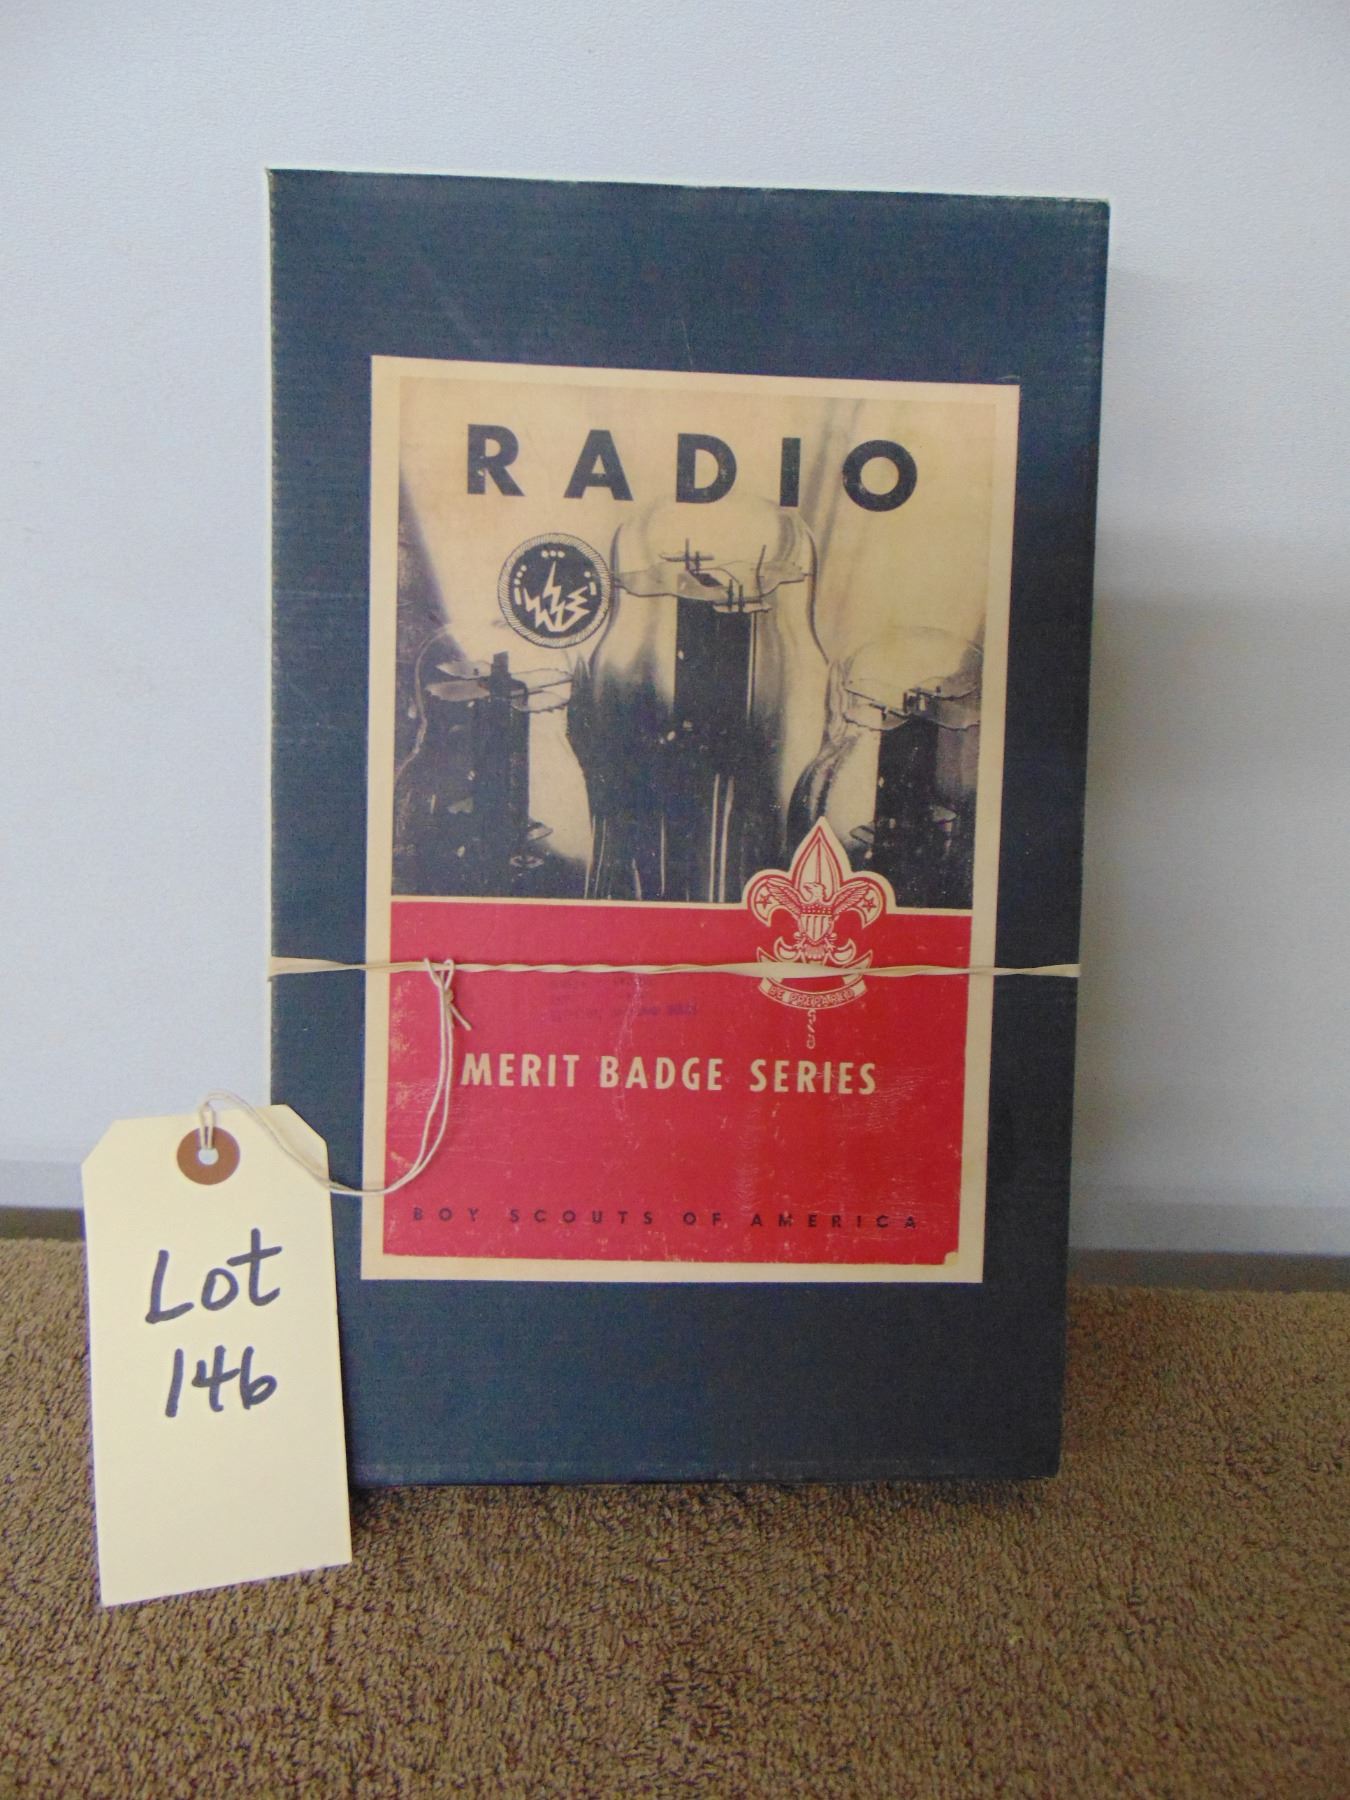 RADIO
BE PREPARED
MERIT BADGE SERIES
BOY SCOUTS OF AMERICA
Lot
146